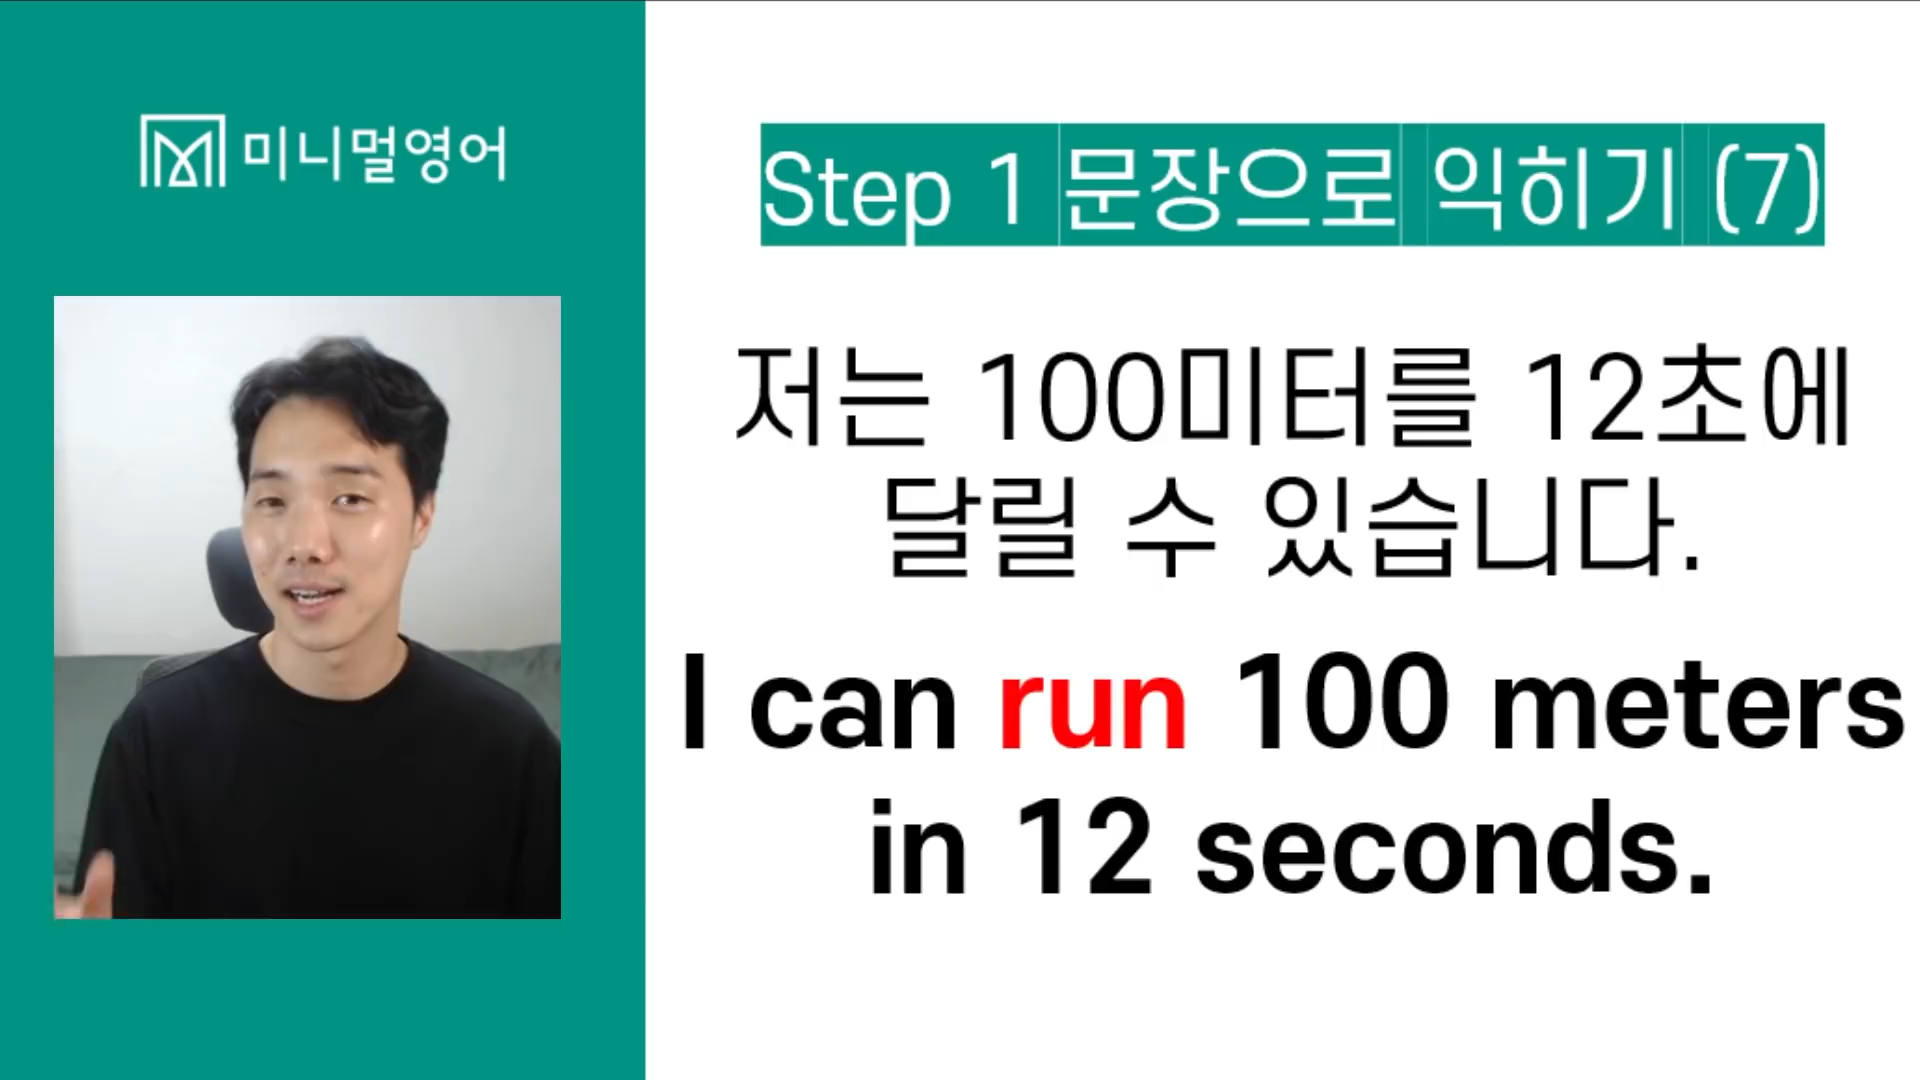 미니멀영어
Step 1 문장으로 익히기 (7)
저는 100미터를 12초에
달릴 수 있습니다.
I can run 100 meters
in 12 seconds.